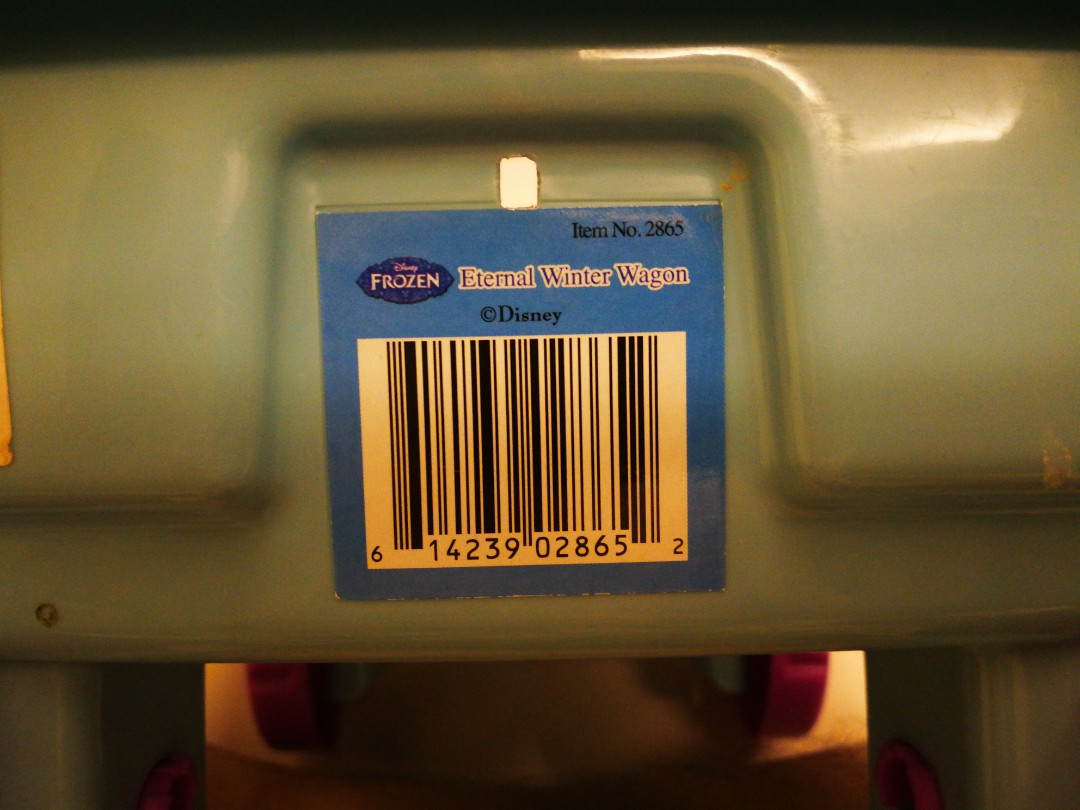 Item No. 2865
Disney
FROZEN
Eternal Winter Wagon
©Disney
6 14239 02865 2